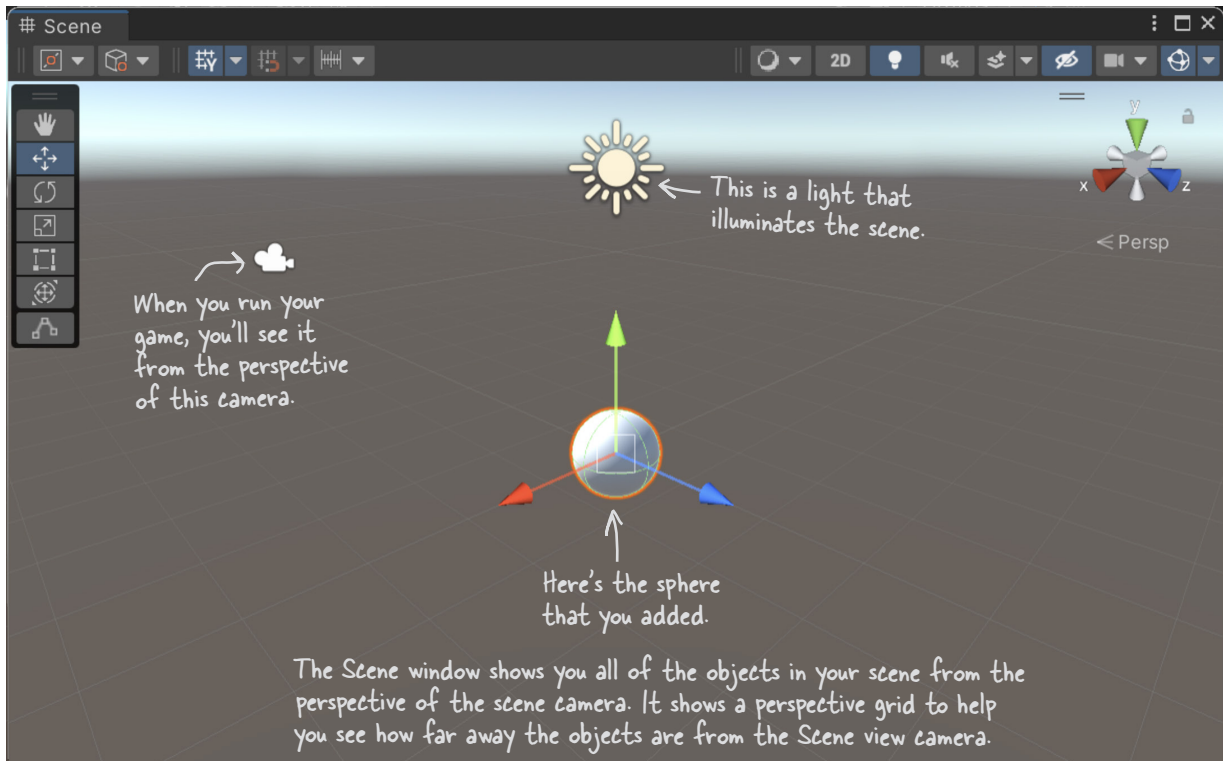 Scene
2D
y
x
z
Persp
This is a light that
illuminates the scene.
When you run your
game, you'll see it
from the perspective
of this camera.
Here's the sphere
that you added.
The Scene window shows you all of the objects in your scene from the
perspective of the scene camera. It shows a perspective grid to help
you see how far away the objects are from the Scene view camera.